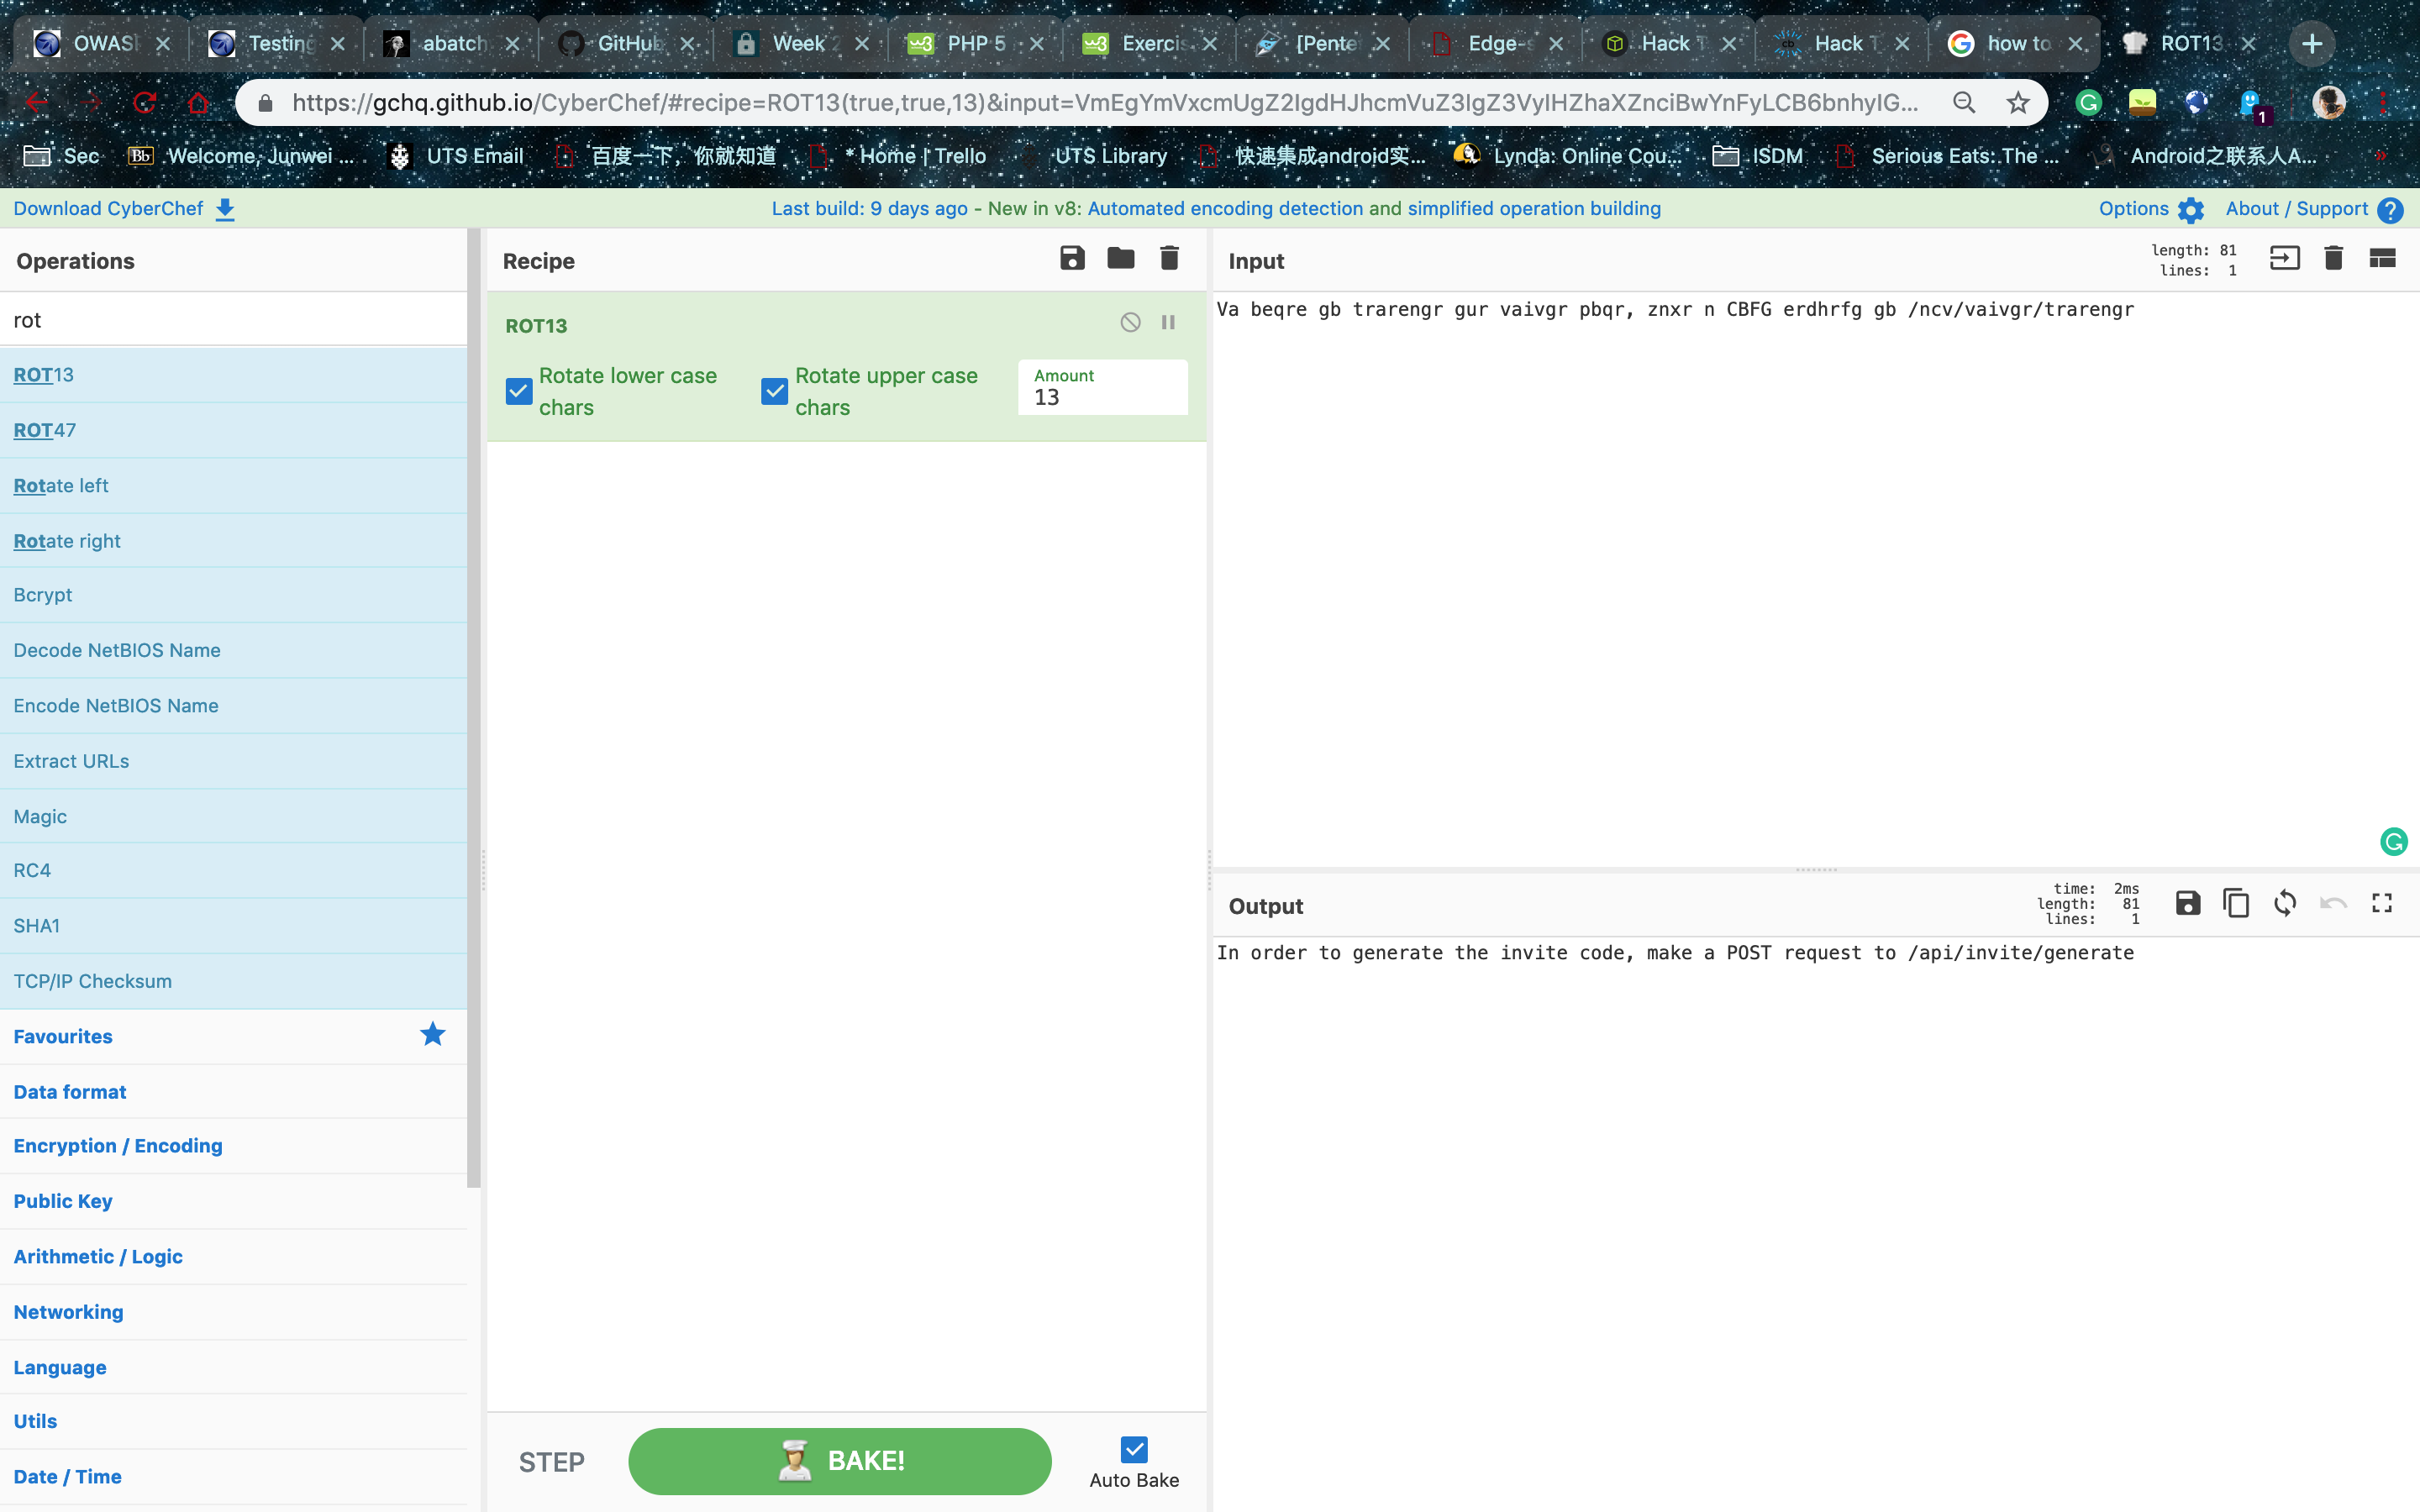 OWAS
Testing
abatch
GitHub
Week 2
PHP 5
Exercis
[Pente
Edge-s
Hack T
Hack T
how to
ROT13
https://gchq.github.io/CyberChef/#recipe=ROT13(true,true,13)&input=VmEgYmVxcmUgZ2IgdHJhcmVuZ3IgZ3VyIHZhaXZnciBwYnFyLCB6bnhyIG...
1
Sec
Bb
Welcome, Junwei ...
UTS Email
百度一下，你就知道
* Home | Trello
UTS Library
快速集成android实...
Lynda: Online Cou...
ISDM
Serious Eats: The ...
Android之联系人A...
Download CyberChef
Last build: 9 days ago - New in v8: Automated encoding detection and simplified operation building
Options
About / Support
Operations
rot
ROT13
ROT47
Rotate left
Rotate right
Bcrypt
Decode NetBIOS Name
Encode NetBIOS Name
Extract URLs
Magic
RC4
SHA1
TCP/IP Checksum
Favourites
Data format
Encryption / Encoding
Public Key
Arithmetic / Logic
Networking
Language
Utils
Date / Time
Recipe
ROT13
Rotate lower case
chars
Rotate upper case
chars
Amount
13
STEP
BAKE!
Auto Bake
Input
length: 81
lines: 1
Va beqre gb trarengr gur vaivgr pbqr, znxr n CBFG erdhrfg gb /ncv/vaivgr/trarengr
Output
time: 2ms
length: 81
lines: 1
In order to generate the invite code, make a POST request to /api/invite/generate